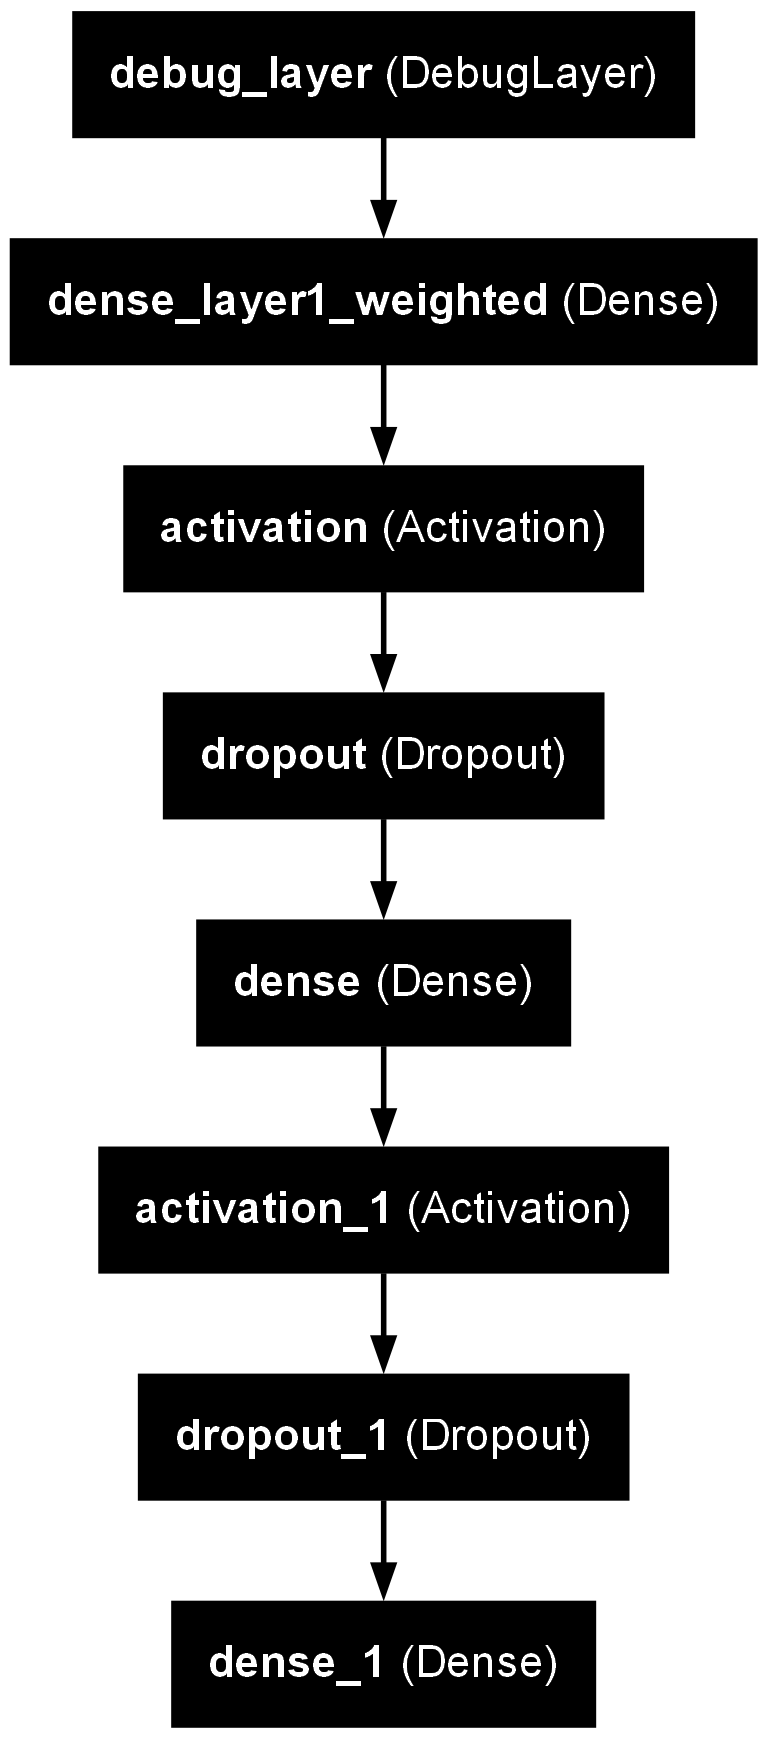 debug_layer (DebugLayer)
dense_layer1_weighted (Dense)
activation (Activation)
dropout (Dropout)
dense (Dense)
activation_1 (Activation)
dropout_1 (Dropout)
dense_1 (Dense)